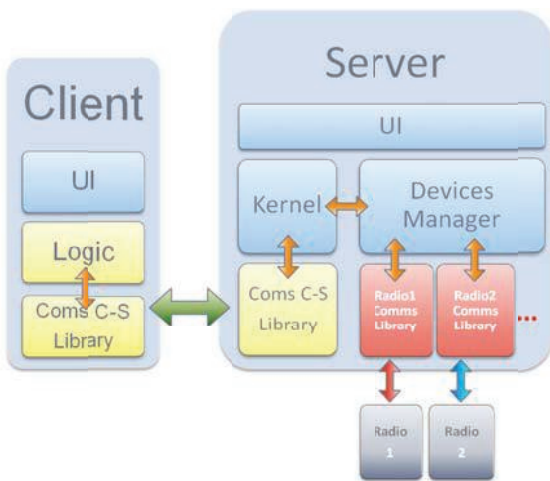 Client
UI
Logic
Coms C-S
Library
Server
UI
Kernel
Devices
Manager
Coms C-S
Library
Radio1
Comms
Library
Radio2
Comms
Library
...
Radio
1
Radio
2